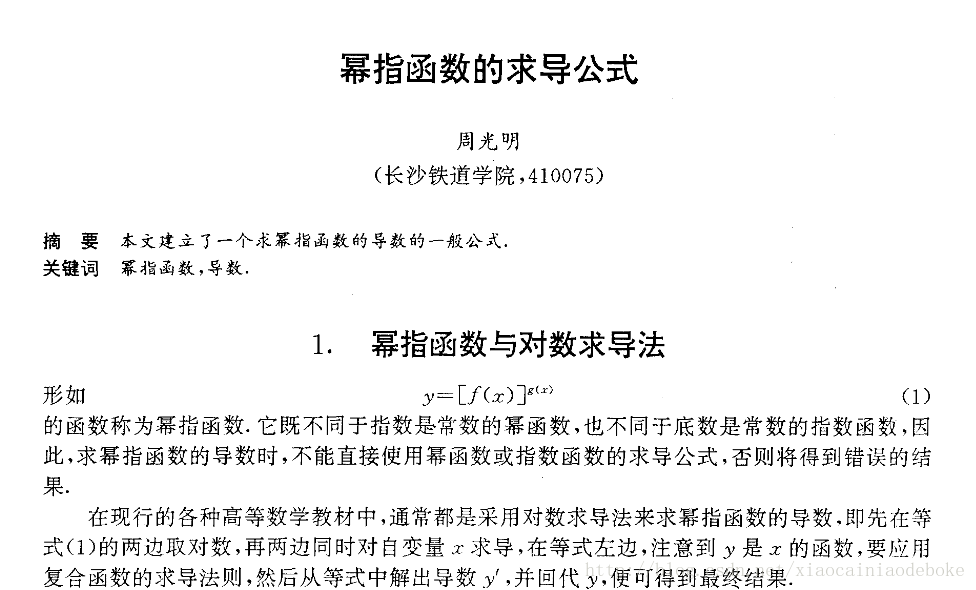 幂指函数的求导公式
周光明
(长沙铁道学院,410075)
摘 要 本文建立了一个求幂指函数的导数的一般公式.
关键词 幂指函数,导数.
1. 幂指函数与对数求导法
形如 y=[f(x)]^{g(x)} (1)
的函数称为幂指函数.它既不同于指数是常数的幂函数,也不同于底数是常数的指数函数,因
此,求幂指函数的导数时,不能直接使用幂函数或指数函数的求导公式,否则将得到错误的结
果.
在现行的各种高等数学教材中,通常都是采用对数求导法来求幂指函数的导数.即先在等
式(1)的两边取对数,再两边同时对自变量 x 求导,在等式左边,注意到 y 是 x 的函数,要应用
复合函数的求导法则,然后从等式中解出导数 y′,并回代 y,便可得到最终结果.
http://blog.csdn.net/xiaocainiaodeboke